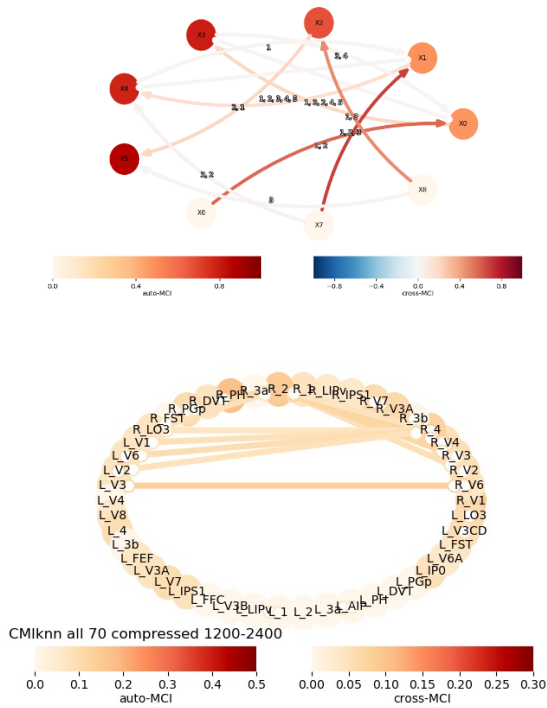 X2
X3
1
X1
3, 4
X4
1, 2, 3, 4, 5
2, 1
X0
1, 2
X5
2, 2
3
X8
X6
X7
0.0 0.4 0.8
auto-MCI
−0.8 −0.4 0.0 0.4 0.8
cross-MCI
R_3a R_2 R_1 R_LIPv
R_PH R_IPS1
R_DVT R_V7
R_PGp R_V3A
R_FST R_3b
R_LO3 R_4
L_V1 R_V4
L_V6 R_V3
L_V2 R_V2
L_V3 R_V6
L_V4 R_V1
L_V8 L_LO3
L_4 L_V3CD
L_3b L_FST
L_FEF L_V6A
L_V3A L_IP0
L_V7 L_PGp
L_IPS1 L_DVT
L_FFC L_PH
L_V3B L_AIP
L_LIPv L_1 L_2 L_3a
CMIknn all 70 compressed 1200-2400
0.0 0.1 0.2 0.3 0.4 0.5
auto-MCI
0.00 0.05 0.10 0.15 0.20 0.25 0.30
cross-MCI